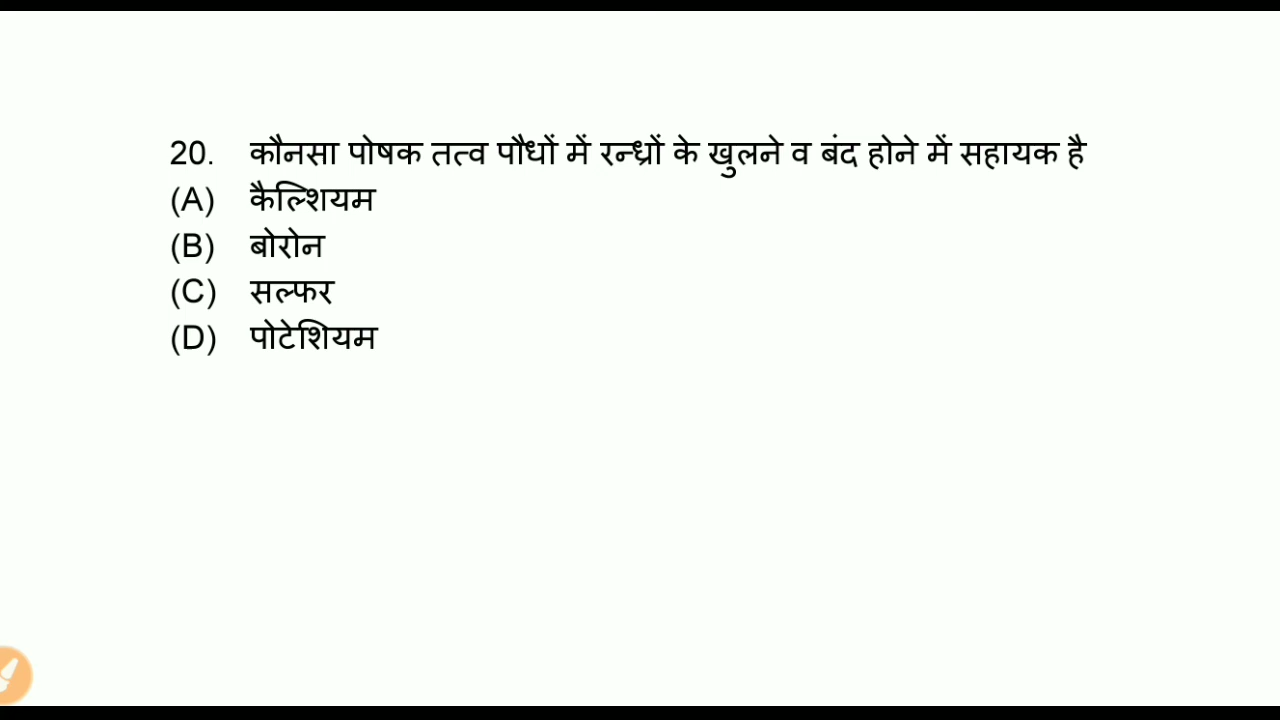 20. कौनसा पोषक तत्व पौधों में रन्ध्रों के खुलने व बंद होने में सहायक है
(A) कैल्शियम
(B) बोरोन
(C) सल्फर
(D) पोटेशियम